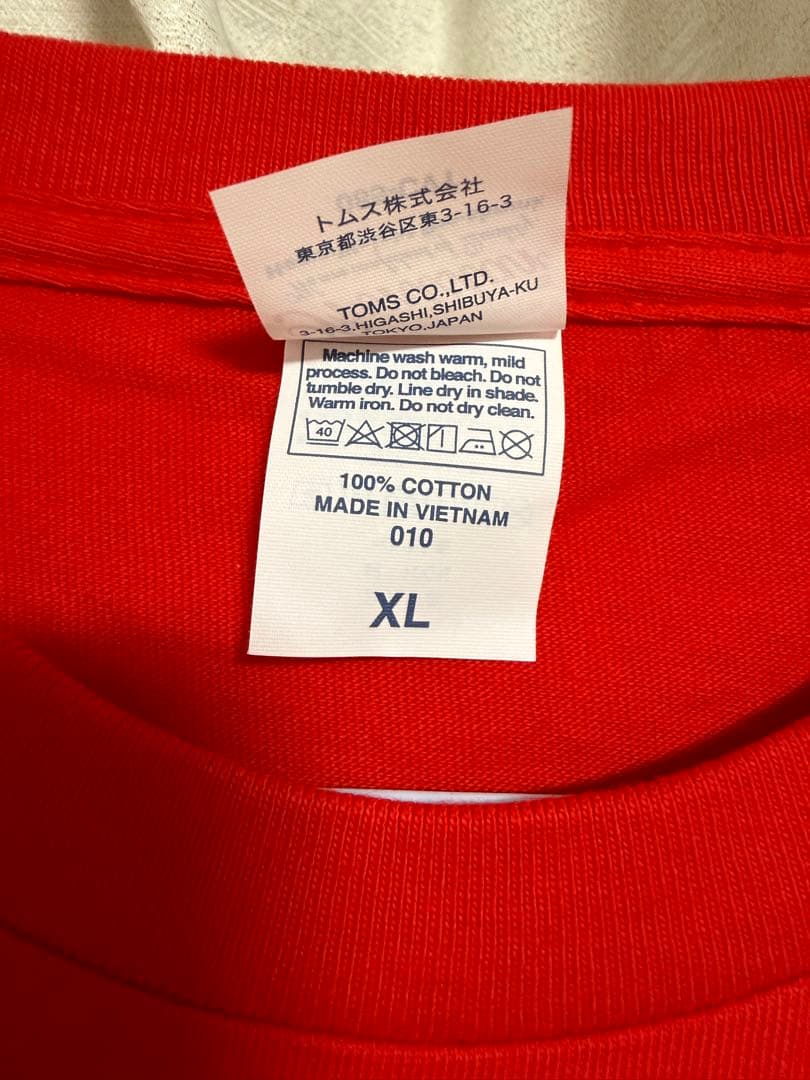 トムス株式会社
東京都渋谷区東3-16-3
TOMS CO.,LTD.
3-16-3,HIGASHI,SHIBUYA-KU
TOKYO,JAPAN
Machine wash warm, mild
process. Do not bleach. Do not
tumble dry. Line dry in shade.
Warm iron. Do not dry clean.
40
100% COTTON
MADE IN VIETNAM
010
XL